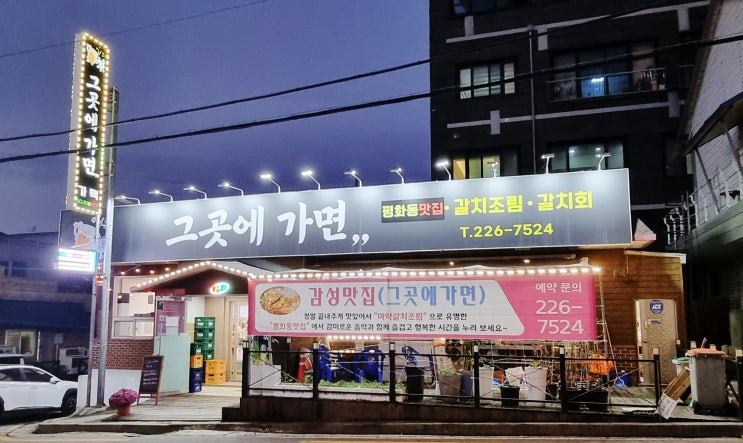 그곳에 가면
가맥
OPEN
그곳에 가면,,
평화동맛집·갈치조림·갈치회
T.226-7524
감성맛집(그곳에가면)
정말 끝내주게 맛있어서 "마약갈치조림" 으로 유명한
"평화동맛집" 에서 감미로운 음악과 함께 즐겁고 행복한 시간을 누려 보세요~
예약 문의
226-
7524